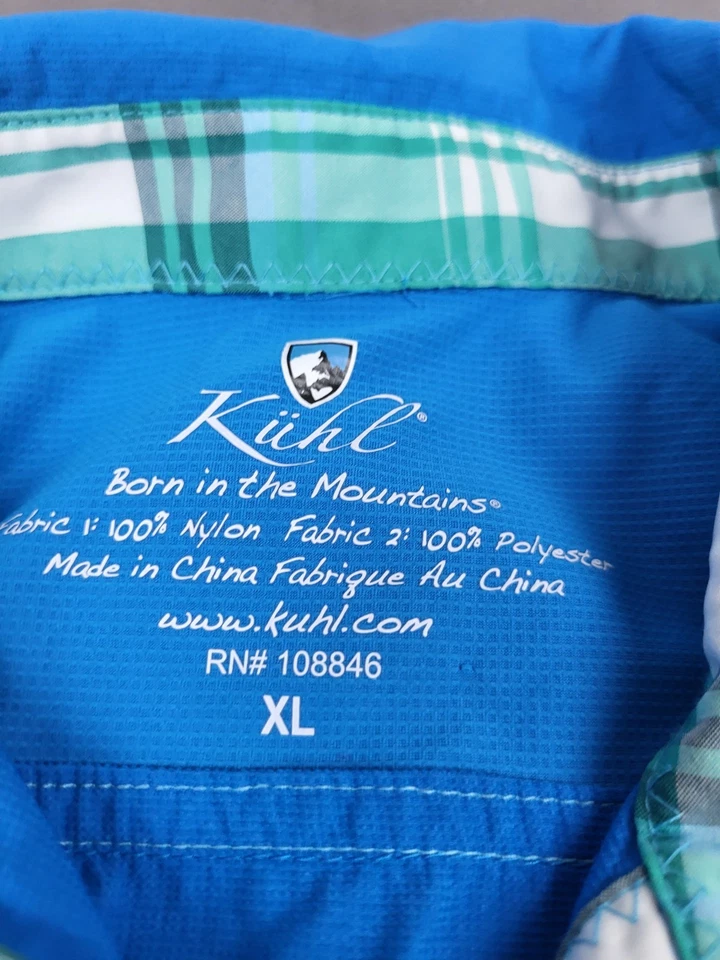 Kühl®
Born in the Mountains®
Fabric 1: 100% Nylon Fabric 2: 100% Polyester
Made in China Fabrique Au China
www.kuhl.com
RN# 108846
XL